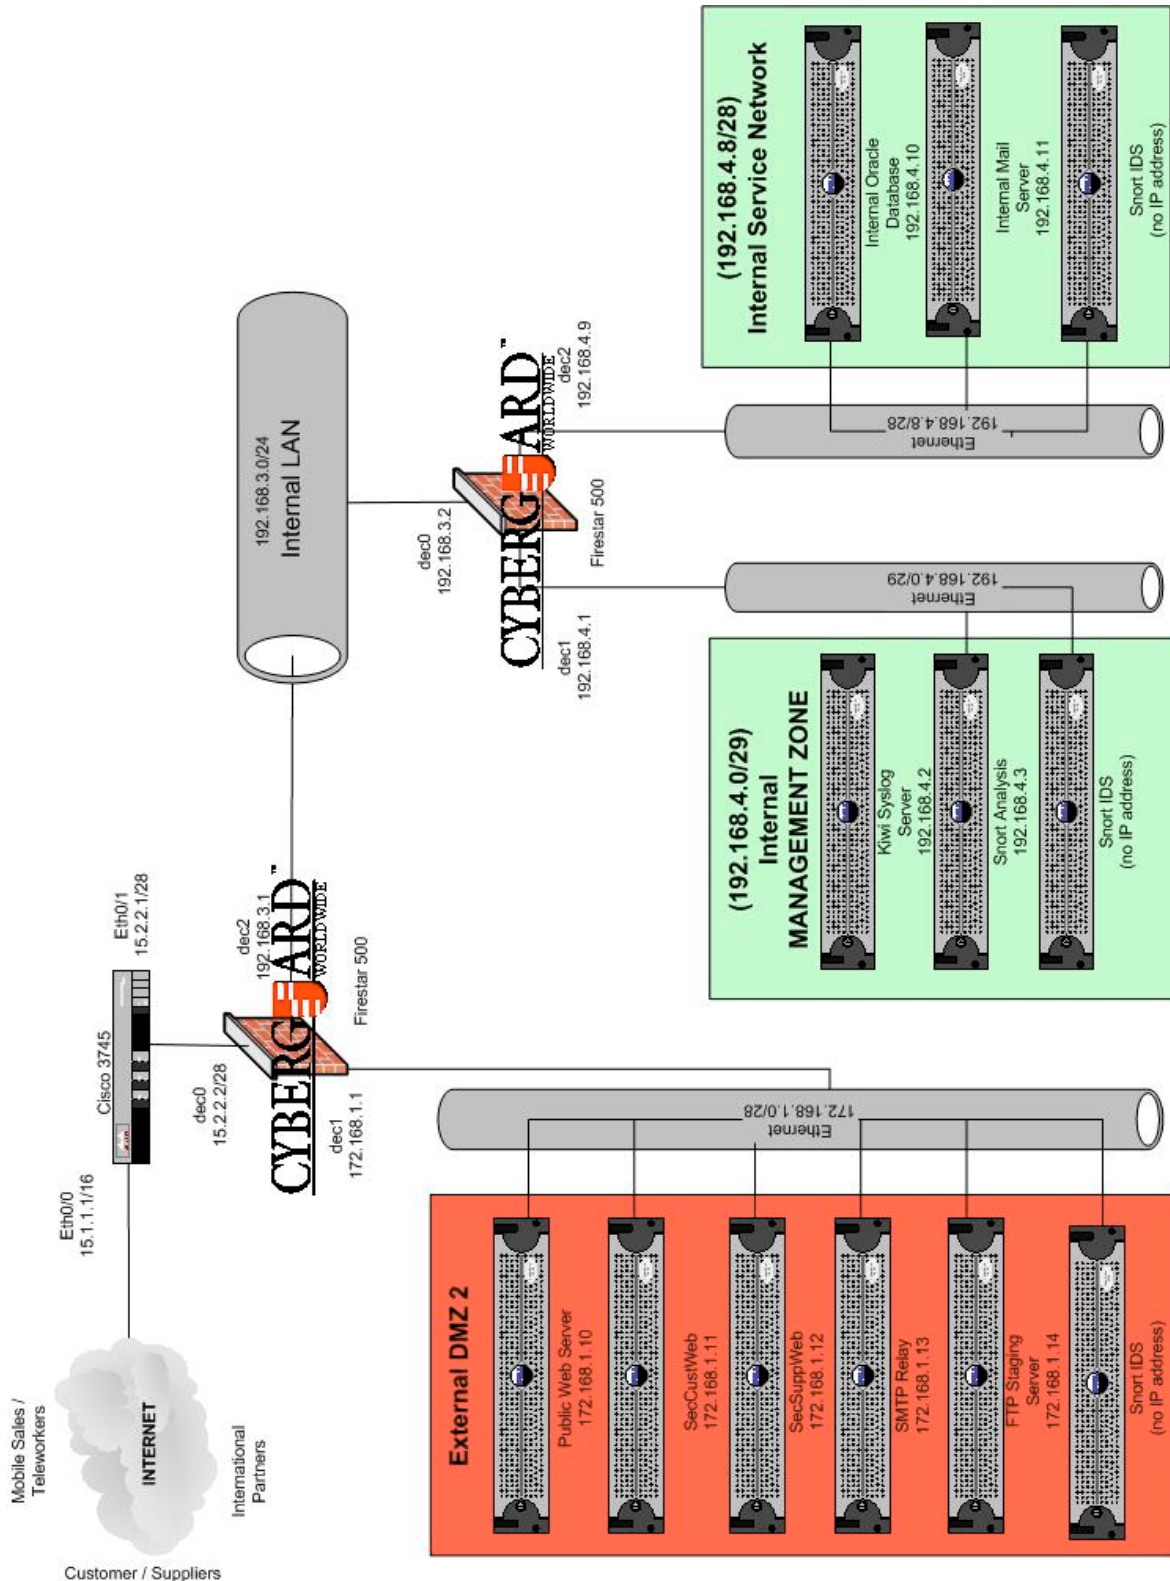 Mobile Sales /
Teleworkers
INTERNET
International
Partners
Customer / Suppliers
Eth0/0
15.1.1.1/16
Cisco 3745
Eth0/1
15.2.2.1/28
dec0
15.2.2.2/28
dec2
192.168.3.1
CYBERGUARD™
WORLDWIDE
dec1
172.168.1.1
Firestar 500
192.168.3.0/24
Internal LAN
dec0
192.168.3.2
CYBERGUARD™
WORLDWIDE
dec2
192.168.4.9
dec1
192.168.4.1
Firestar 500
Ethernet
172.168.1.0/28
Ethernet
192.168.4.0/29
Ethernet
192.168.4.8/28
External DMZ 2
Public Web Server
172.168.1.10
SecCustWeb
172.168.1.11
SecSuppWeb
172.168.1.12
SMTP Relay
172.168.1.13
FTP Staging
Server
172.168.1.14
Snort IDS
(no IP address)
(192.168.4.0/29)
Internal
MANAGEMENT ZONE
Kiwi Syslog
Server
192.168.4.2
Snort Analysis
192.168.4.3
Snort IDS
(no IP address)
(192.168.4.8/28)
Internal Service Network
Internal Oracle
Database
192.168.4.10
Internal Mail
Server
192.168.4.11
Snort IDS
(no IP address)